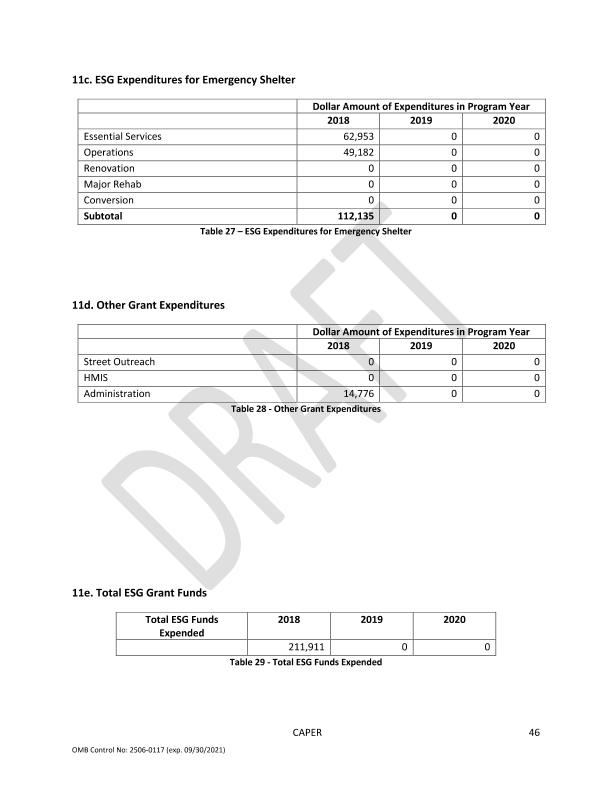 11c. ESG Expenditures for Emergency Shelter
Dollar Amount of Expenditures in Program Year
2018 2019 2020
Essential Services 62,953 0 0
Operations 49,182 0 0
Renovation 0 0 0
Major Rehab 0 0 0
Conversion 0 0 0
Subtotal 112,135 0 0
Table 27 – ESG Expenditures for Emergency Shelter
11d. Other Grant Expenditures
Dollar Amount of Expenditures in Program Year
2018 2019 2020
Street Outreach 0 0 0
HMIS 0 0 0
Administration 14,776 0 0
Table 28 - Other Grant Expenditures
DRAFT
11e. Total ESG Grant Funds
Total ESG Funds Expended 2018 2019 2020
211,911 0 0
Table 29 - Total ESG Funds Expended
CAPER 46
OMB Control No: 2506-0117 (exp. 09/30/2021)